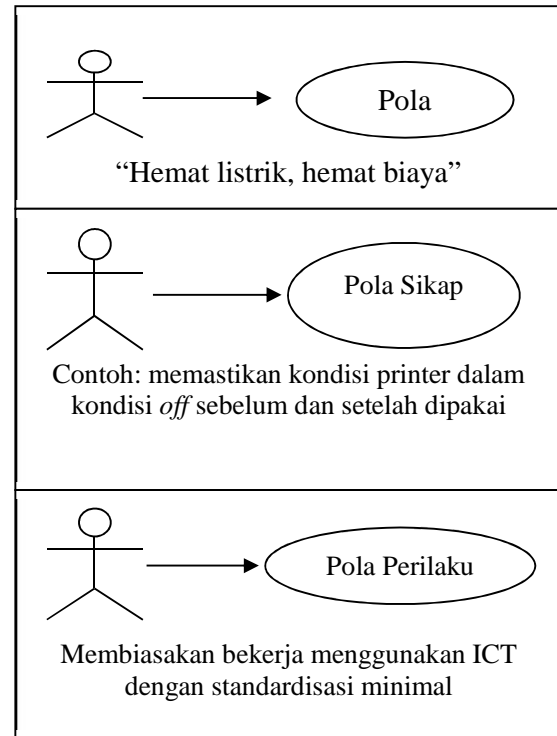 Pola
“Hemat listrik, hemat biaya”
Pola Sikap
Contoh: memastikan kondisi printer dalam
kondisi off sebelum dan setelah dipakai
Pola Perilaku
Membiasakan bekerja menggunakan ICT
dengan standardisasi minimal